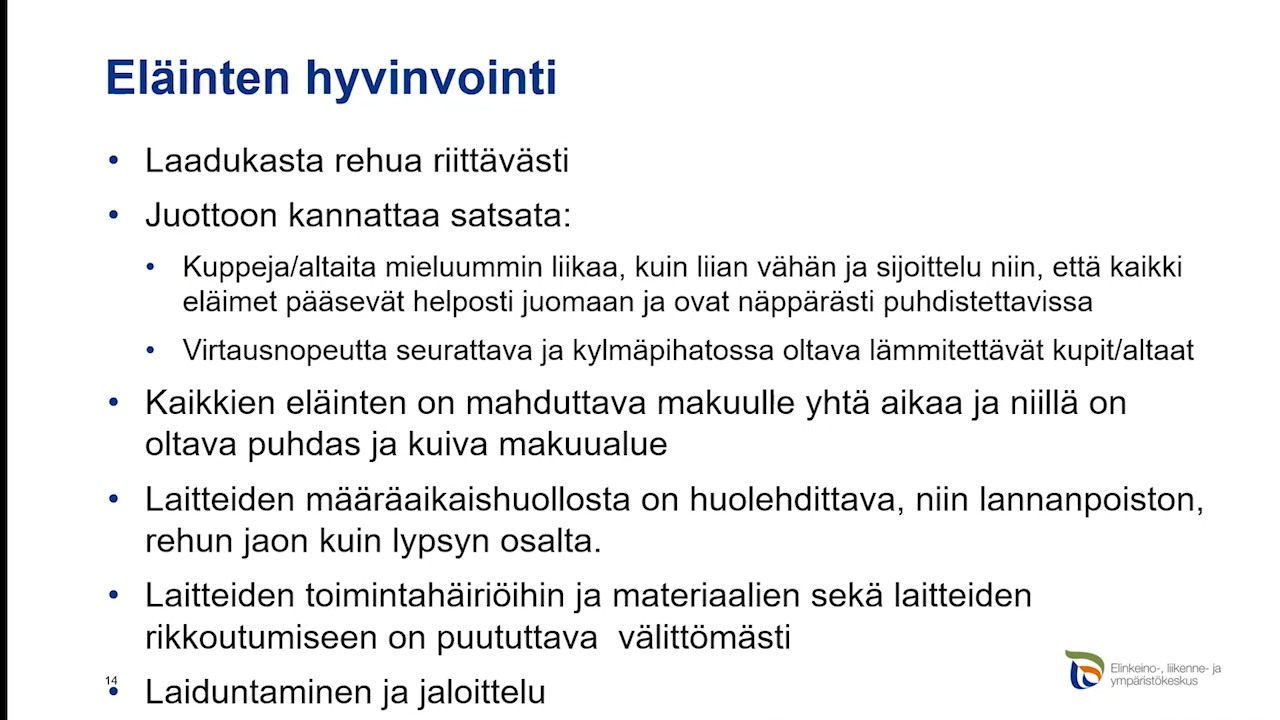 Eläinten hyvinvointi
• Laadukasta rehua riittävästi
• Juottoon kannattaa satsata:
• Kuppeja/altaita mieluummin liikaa, kuin liian vähän ja sijoittelu niin, että kaikki
eläimet pääsevät helposti juomaan ja ovat näppärästi puhdistettavissa
• Virtausnopeutta seurattava ja kylmäpihatossa oltava lämmitettävät kupit/altaat
• Kaikkien eläinten on mahduttava makuulle yhtä aikaa ja niillä on
oltava puhdas ja kuiva makuualue
• Laitteiden määräaikaishuollosta on huolehdittava, niin lannanpoiston,
rehun jaon kuin lypsyn osalta.
• Laitteiden toimintahäiriöihin ja materiaalien sekä laitteiden
rikkoutumiseen on puututtava  välittömästi
• Laiduntaminen ja jaloittelu
14
Elinkeino-, liikenne- ja
ympäristökeskus